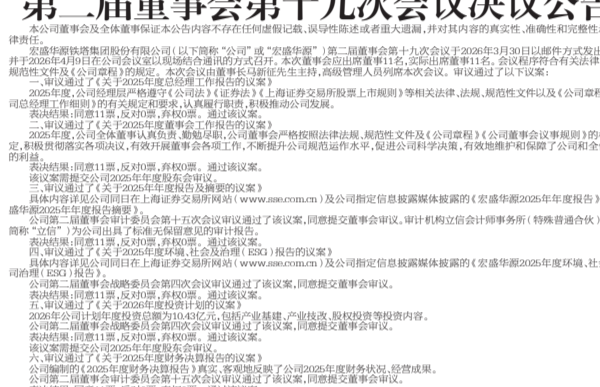 第二届董事会第十九次会议决议公告
本公司董事会及全体董事保证本公告内容不存在任何虚假记载、误导性陈述或者重大遗漏,并对其内容的真实性、准确性和完整性承
律责任。
宏盛华源铁塔集团股份有限公司(以下简称“公司”或“宏盛华源”)第二届董事会第十九次会议于2026年3月30日以邮件方式发出
并于2026年4月9日在公司会议室以现场结合通讯的方式召开。本次董事会应出席董事11名,实际出席董事11名。会议程序符合有关法律
规范性文件及《公司章程》的规定。本次会议由董事长马新征先生主持,高级管理人员列席本次会议。审议通过了以下议案:
一、审议通过了《关于2025年度总经理工作报告的议案》
2025年度,公司经理层严格遵守《公司法》《证券法》《上海证券交易所股票上市规则》等相关法律、法规、规范性文件以及《公司章程》
司总经理工作细则》的有关规定和要求,认真履行职责,积极推动公司发展。
表决结果:同意11票,反对0票,弃权0票。通过该议案。
二、审议通过了《关于2025年度董事会工作报告的议案》
2025年度,公司全体董事认真负责、勤勉尽职,公司董事会严格按照法律法规、规范性文件及《公司章程》《公司董事会议事规则》的
定,积极贯彻落实各项决议,有效开展董事会各项工作,不断提升公司规范运作水平,促进公司科学决策,有效地维护和保障了公司和全体
的利益。
表决结果:同意11票,反对0票,弃权0票。通过该议案。
该议案需提交公司2025年年度股东会审议。
三、审议通过了《关于2025年年度报告及摘要的议案》
具体内容详见公司同日在上海证券交易所网站(www.sse.com.cn)及公司指定信息披露媒体披露的《宏盛华源2025年年度报告》
盛华源2025年年度报告摘要》。
公司第二届董事会审计委员会第十五次会议审议通过了该议案,同意提交董事会审议。审计机构立信会计师事务所(特殊普通合伙)
简称“立信”)为公司出具了标准无保留意见的审计报告。
表决结果:同意11票,反对0票,弃权0票。通过该议案。
四、审议通过了《关于2025年度环境、社会及治理(ESG)报告的议案》
具体内容详见公司同日在上海证券交易所网站(www.sse.com.cn)及公司指定信息披露媒体披露的《宏盛华源2025年度环境、社
司治理(ESG)报告》。
公司第二届董事会战略委员会第四次会议审议通过了该议案,同意提交董事会审议。
表决结果:同意11票,反对0票,弃权0票。通过该议案。
五、审议通过了《关于2026年度投资计划的议案》
2026年公司计划年度投资总额为10.43亿元,包括产业基建、产业技改、股权投资等投资内容。
公司第二届董事会战略委员会第四次会议审议通过了该议案,同意提交董事会审议。
表决结果:同意11票,反对0票,弃权0票。通过该议案。
该议案需提交公司2025年年度股东会审议。
六、审议通过了《关于2025年度财务决算报告的议案》
公司编制的《2025年度财务决算报告》真实、客观地反映了公司2025年度财务状况、经营成果。
公司第二届董事会审计委员会第十五次会议审议通过了该议案,同意提交董事会审议。